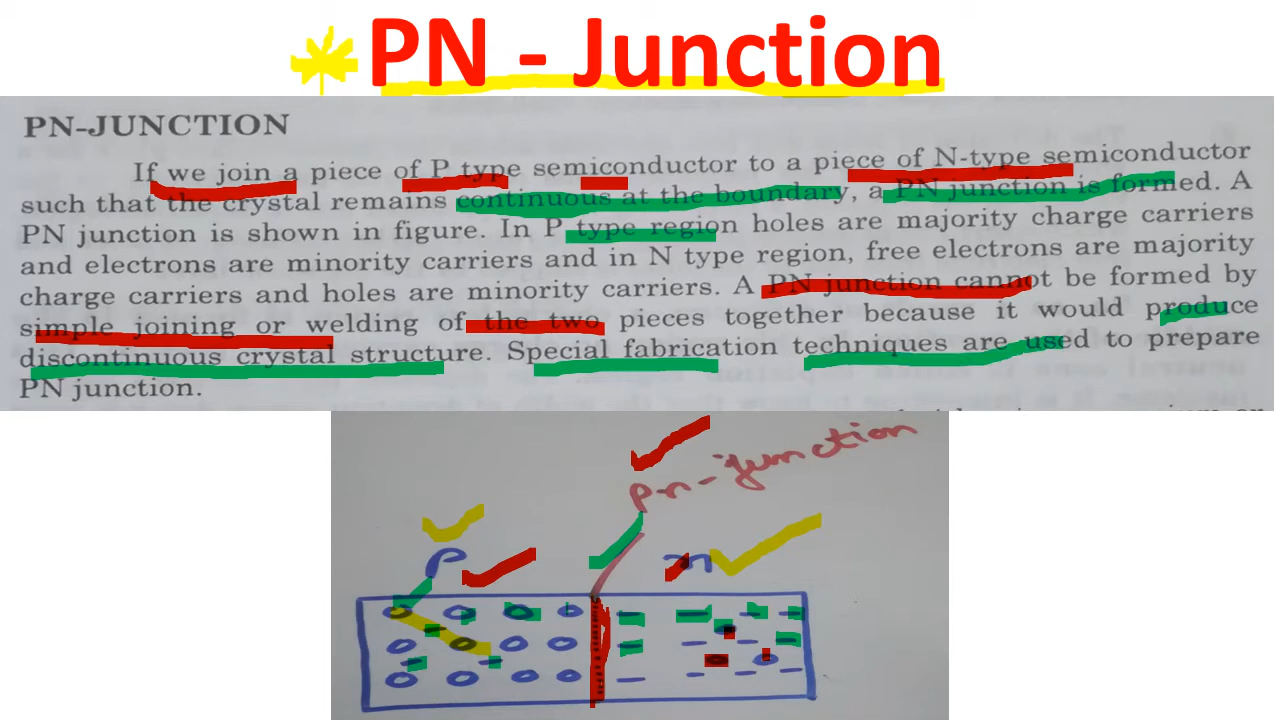 PN - Junction
PN-JUNCTION
If we join a piece of P type semiconductor to a piece of N-type semiconductor
such that the crystal remains continuous at the boundary, a PN junction is formed. A
PN junction is shown in figure. In P type region holes are majority charge carriers
and electrons are minority carriers and in N type region, free electrons are majority
charge carriers and holes are minority carriers. A PN junction cannot be formed by
simple joining or welding of the two pieces together because it would produce
discontinuous crystal structure. Special fabrication techniques are used to prepare
PN junction.
pn-junction
P
n